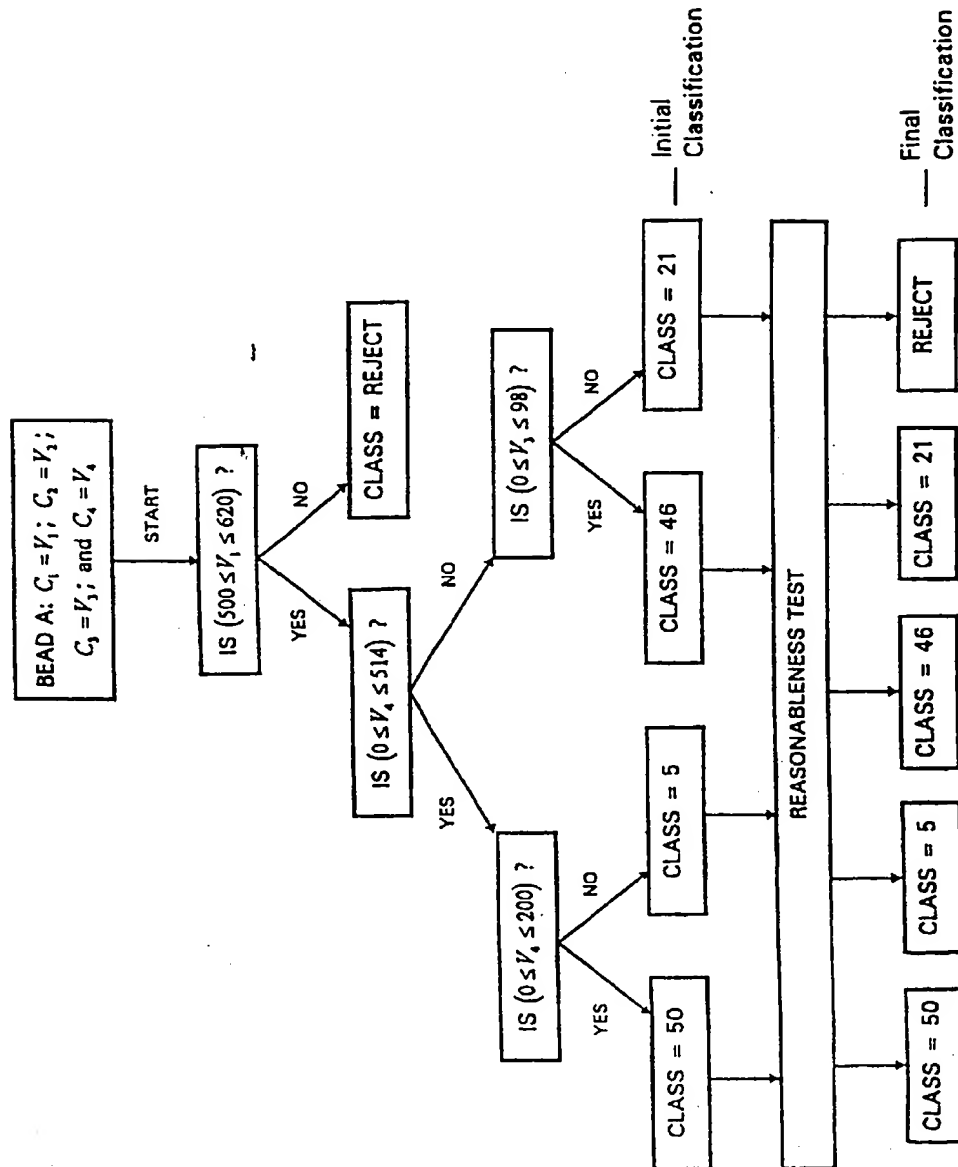 BEAD A: C₁ = V₁; C₂ = V₂;
C₃ = V₃; and C₄ = V₄
START
IS (500 ≤ V₁ ≤ 620) ?
YES
NO
IS (0 ≤ V₄ ≤ 514) ?
CLASS = REJECT
YES
NO
IS (0 ≤ V₄ ≤ 200) ?
IS (0 ≤ V₃ ≤ 98) ?
YES
NO
YES
NO
CLASS = 50
CLASS = 5
CLASS = 46
CLASS = 21
Initial
Classification
REASONABLENESS TEST
CLASS = 50
CLASS = 5
CLASS = 46
CLASS = 21
REJECT
Final
Classification